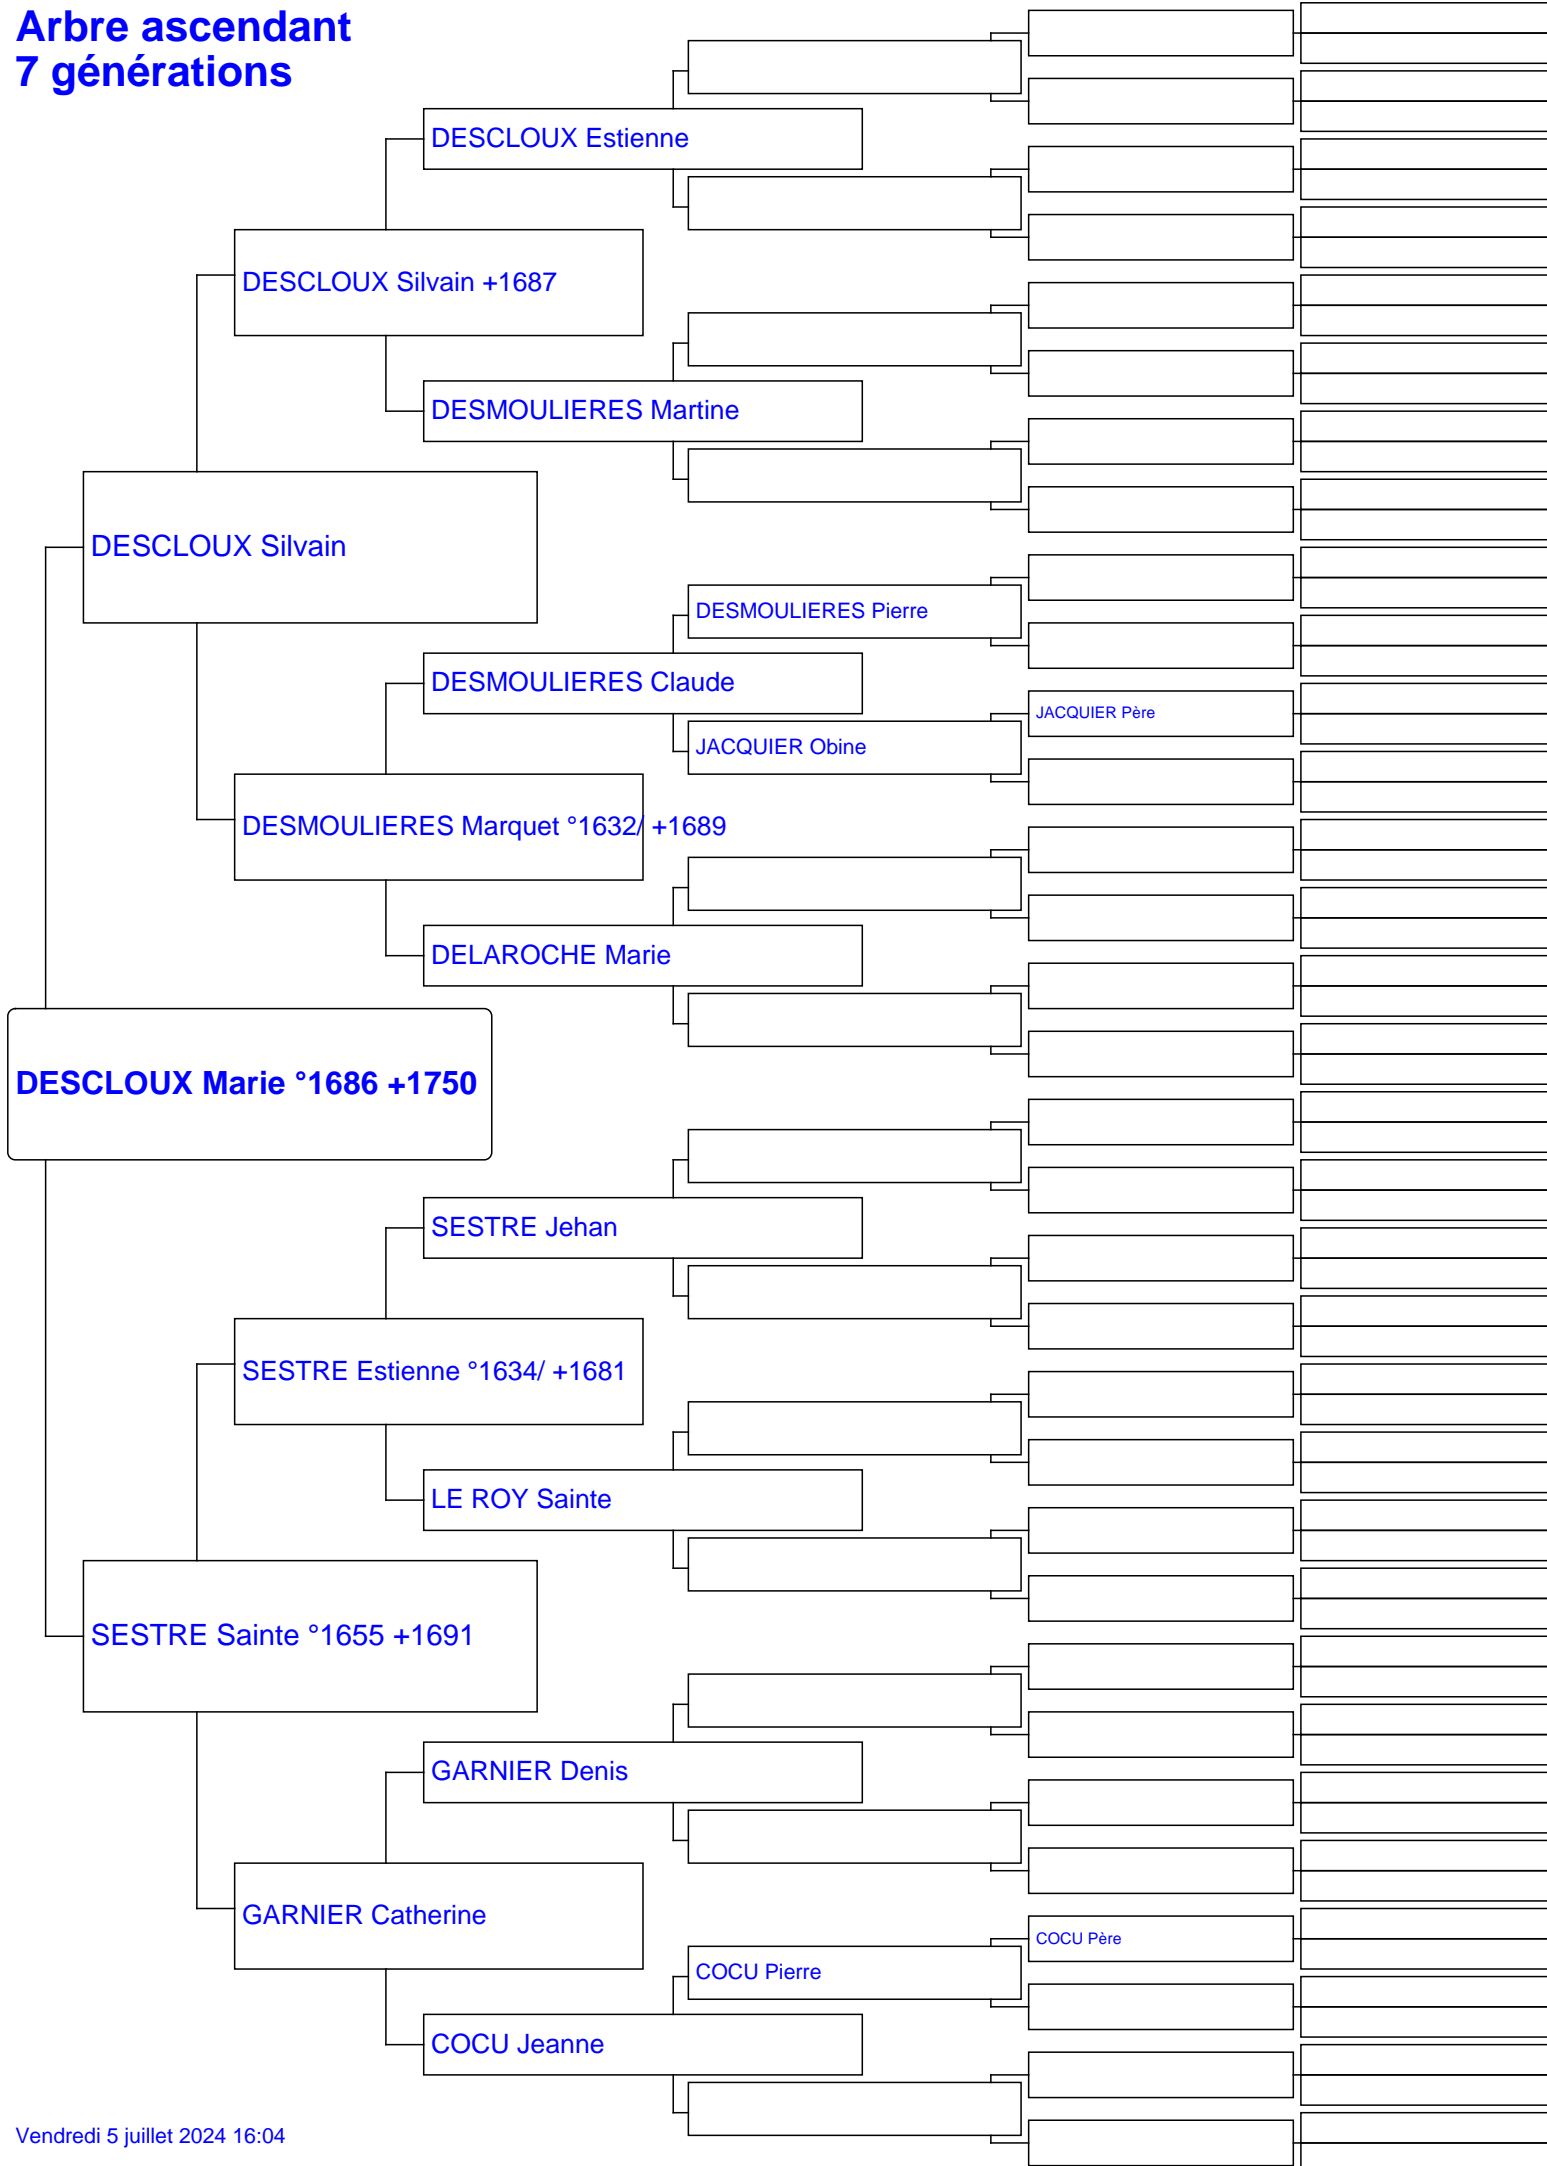 Arbre ascendant
7 générations
DESCLOUX Estienne
DESCLOUX Silvain +1687
DESMOULIERES Martine
DESCLOUX Silvain
DESMOULIERES Pierre
DESMOULIERES Claude
JACQUIER Père
JACQUIER Obine
DESMOULIERES Marquet °1632/ +1689
DELAROCHE Marie
DESCLOUX Marie °1686 +1750
SESTRE Jehan
SESTRE Estienne °1634/ +1681
LE ROY Sainte
SESTRE Sainte °1655 +1691
GARNIER Denis
GARNIER Catherine
COCU Père
COCU Pierre
COCU Jeanne
Vendredi 5 juillet 2024 16:04